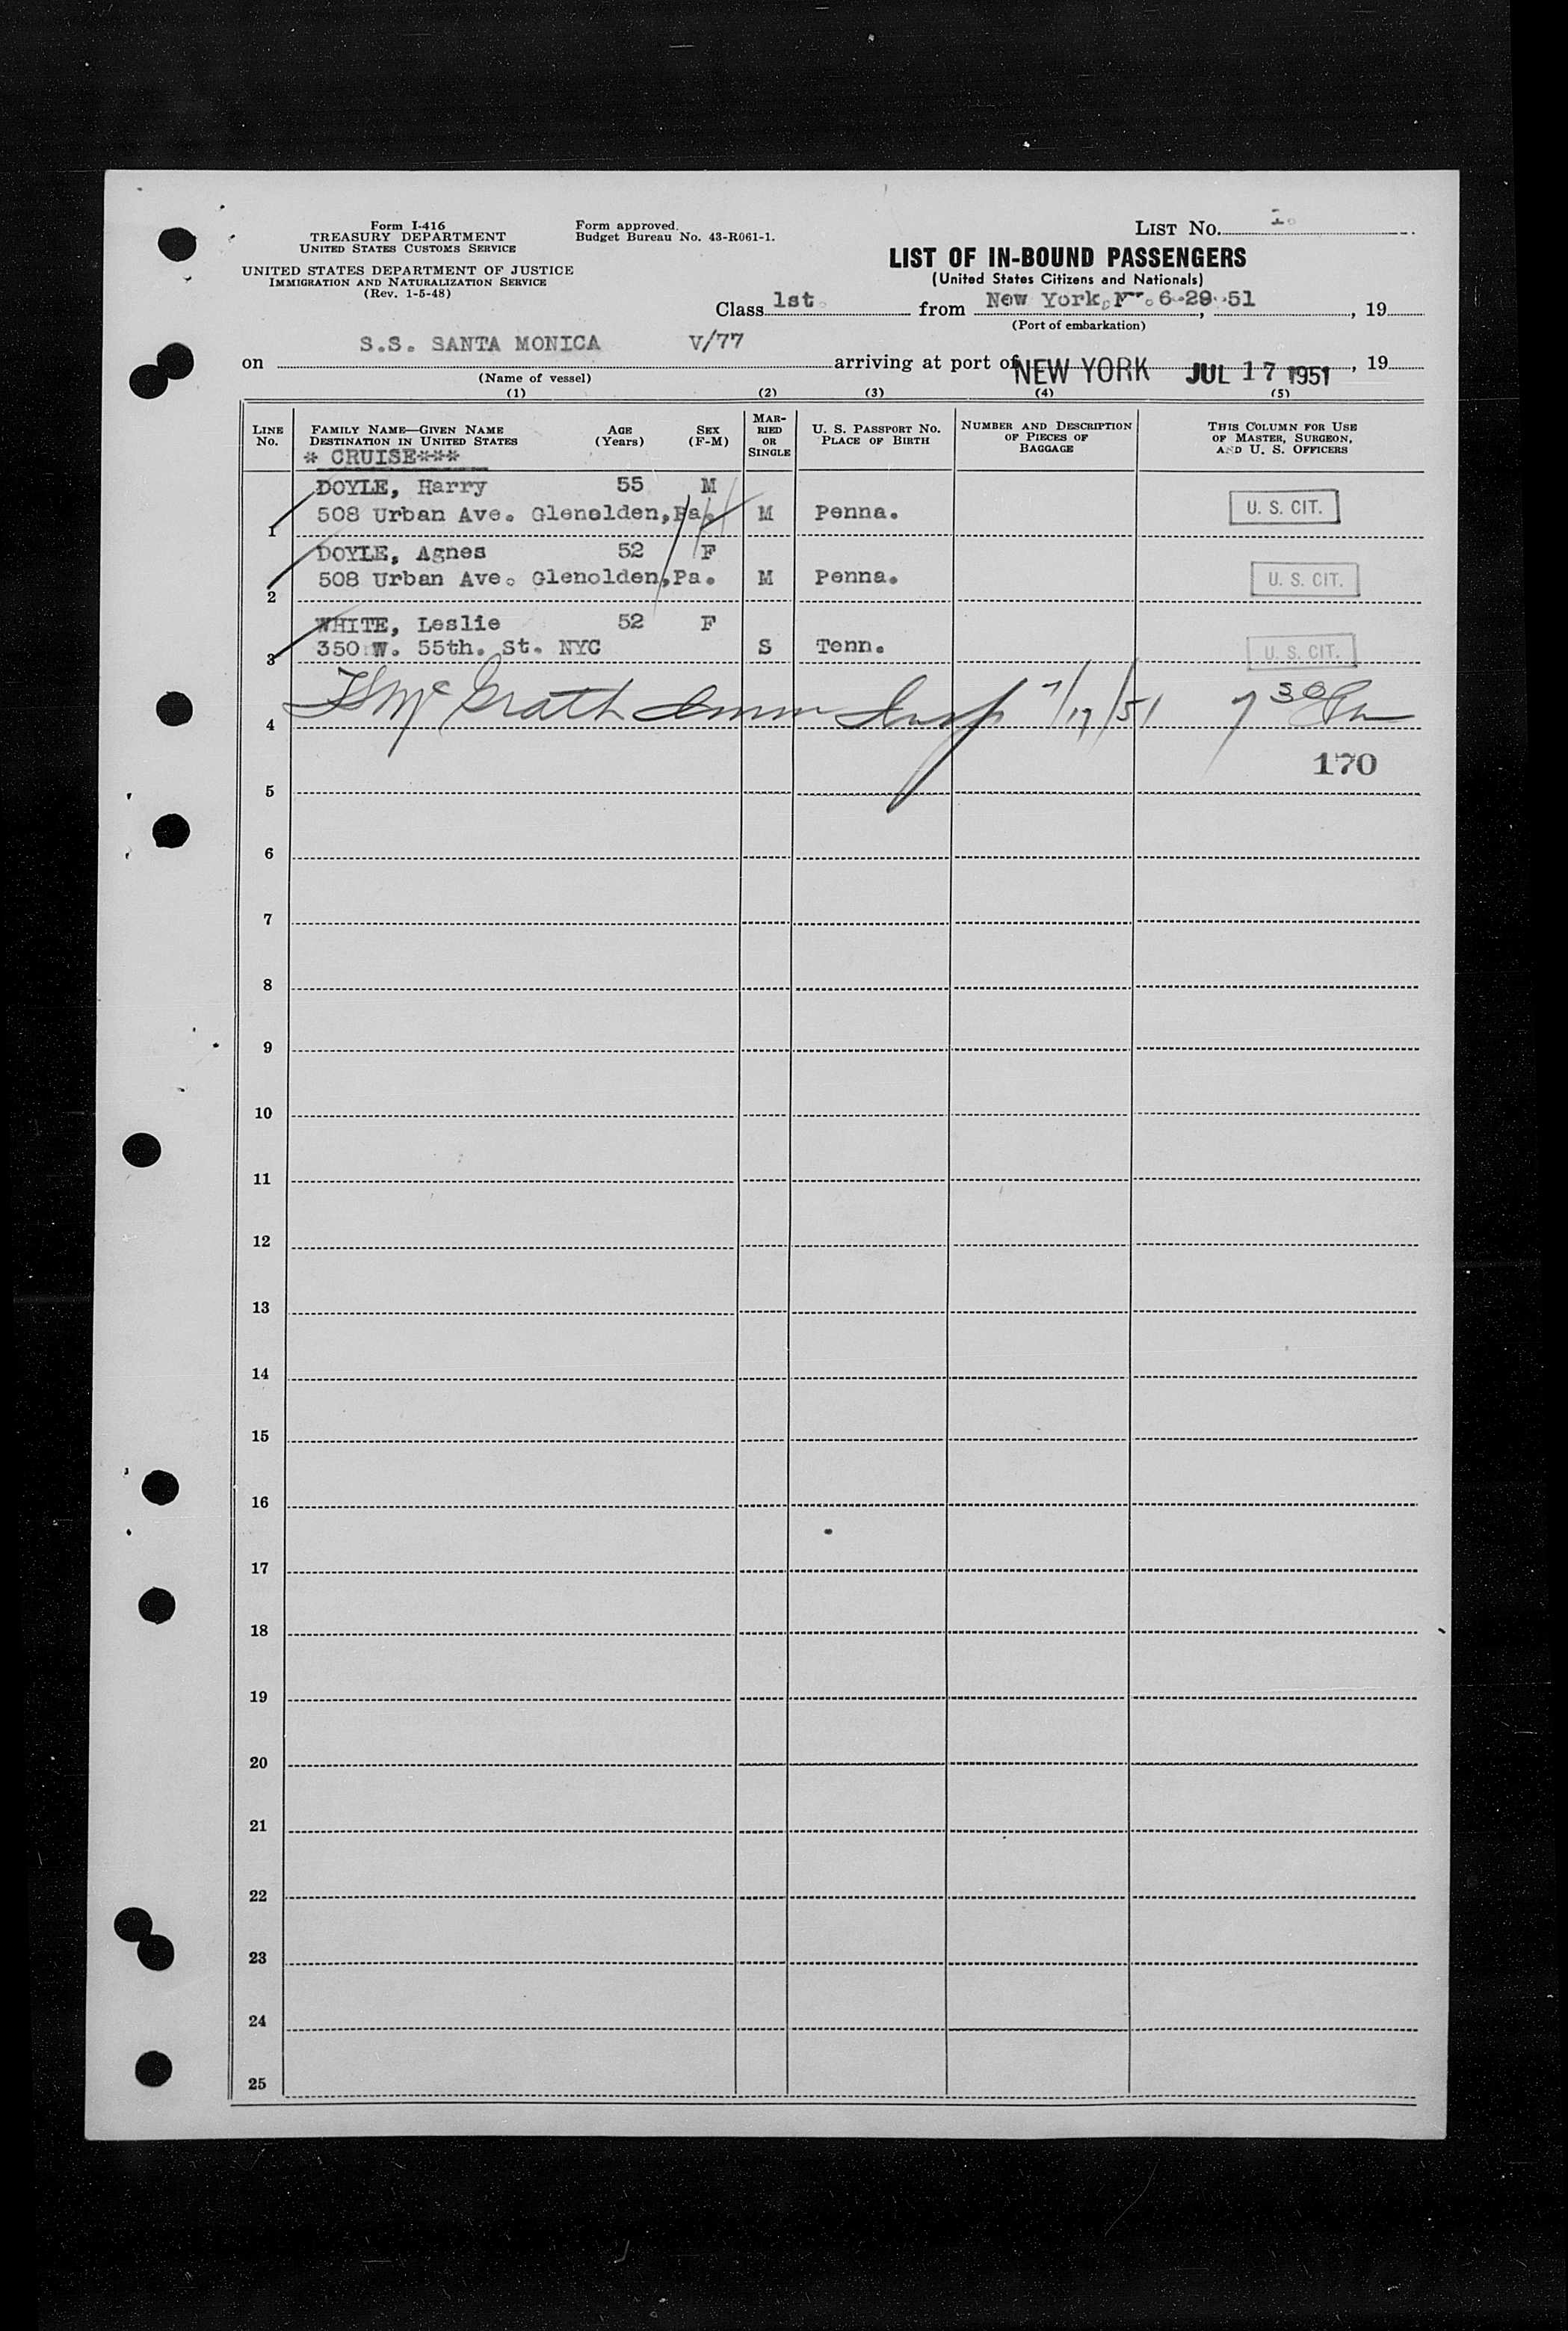 Form I-416
TREASURY DEPARTMENT
UNITED STATES CUSTOMS SERVICE
UNITED STATES DEPARTMENT OF JUSTICE
IMMIGRATION AND NATURALIZATION SERVICE
(Rev. 1-5-48)
Form approved.
Budget Bureau No. 43-R061-1.
LIST No.
LIST OF IN-BOUND PASSENGERS
(United States Citizens and Nationals)
Class 1st. from New York, 6-29-51, 19
(Port of embarkation)
on S.S. SANTA MONICA V/77 arriving at port of NEW YORK JUL 17 1951, 19
(Name of vessel)
(1) (2) (3) (4) (5)
LINE No.
FAMILY NAME—GIVEN NAME
DESTINATION IN UNITED STATES
AGE (Years)
SEX (F-M)
MARRIED OR SINGLE
U. S. PASSPORT No.
PLACE OF BIRTH
NUMBER AND DESCRIPTION OF PIECES OF BAGGAGE
THIS COLUMN FOR USE OF MASTER, SURGEON, AND U. S. OFFICERS
* CRUISE***
DOYLE, Harry 55 M
1 508 Urban Ave. Glenolden, Pa. M Penna. U. S. CIT.
DOYLE, Agnes 52 F
2 508 Urban Ave. Glenolden, Pa. M Penna. U. S. CIT.
WHITE, Leslie 52 F
3 350 W. 55th. St. NYC S Tenn. U. S. CIT.
4 McGrath Imm Insp 7/17/51 7 30 Pm
170
5
6
7
8
9
10
11
12
13
14
15
16
17
18
19
20
21
22
23
24
25